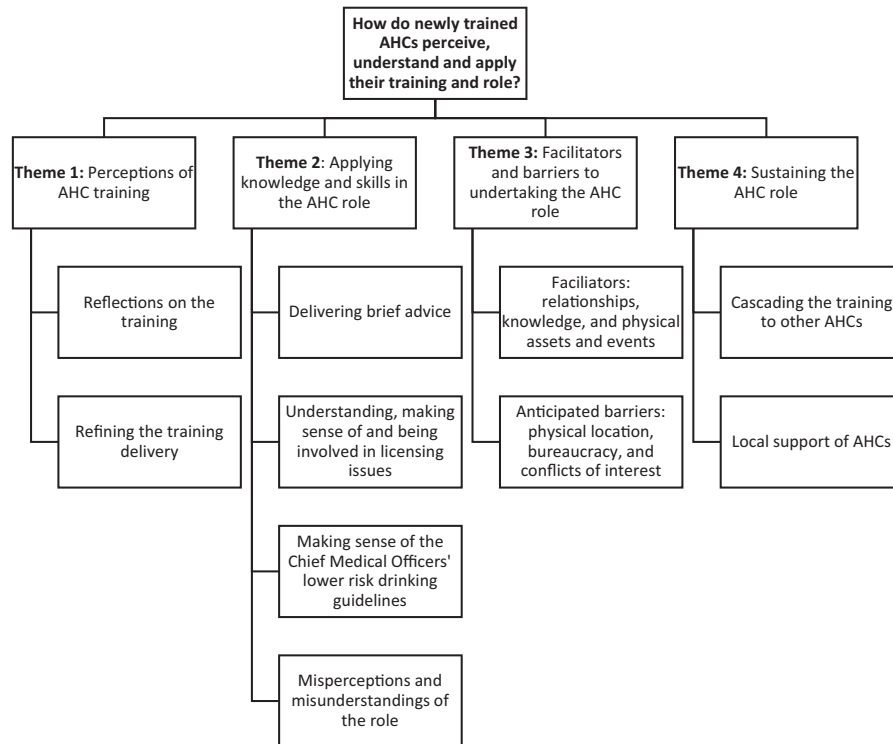 How do newly trained
AHCs perceive,
understand and apply
their training and role?
Theme 1: Perceptions of
AHC training
Theme 2: Applying
knowledge and skills in
the AHC role
Theme 3: Facilitators
and barriers to
undertaking the AHC
role
Theme 4: Sustaining the
AHC role
Reflections on the
training
Refining the training
delivery
Delivering brief advice
Understanding, making
sense of and being
involved in licensing
issues
Making sense of the
Chief Medical Officers'
lower risk drinking
guidelines
Misperceptions and
misunderstandings of
the role
Faciliators:
relationships,
knowledge, and physical
assets and events
Anticipated barriers:
physical location,
bureaucracy, and
conflicts of interest
Cascading the training
to other AHCs
Local support of AHCs